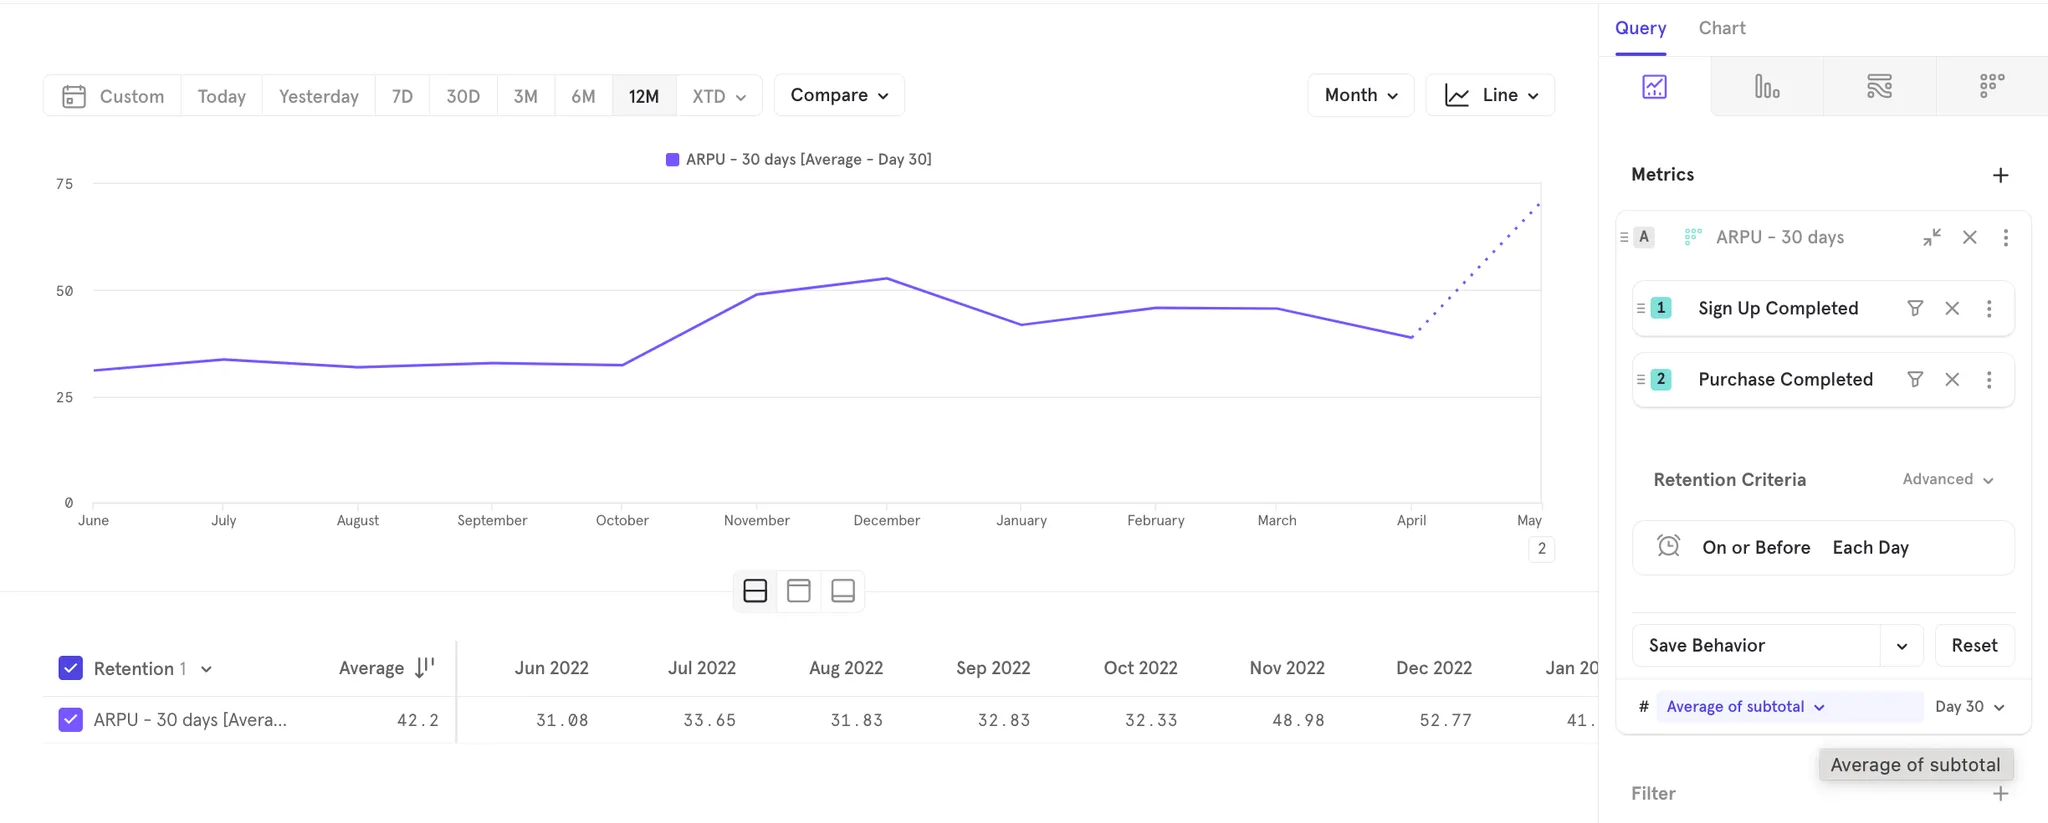 Custom Today Yesterday 7D 30D 3M 6M 12M XTD Compare Month Line
ARPU - 30 days [Average - Day 30]
75
50
25
0
June July August September October November December January February March April May
2
Retention 1 Average Jun 2022 Jul 2022 Aug 2022 Sep 2022 Oct 2022 Nov 2022 Dec 2022 Jan 20
ARPU - 30 days [Avera... 42.2 31.08 33.65 31.83 32.83 32.33 48.98 52.77 41.
Query Chart
Metrics
A ARPU - 30 days
1 Sign Up Completed
2 Purchase Completed
Retention Criteria Advanced
On or Before Each Day
Save Behavior Reset
# Average of subtotal Day 30
Average of subtotal
Filter